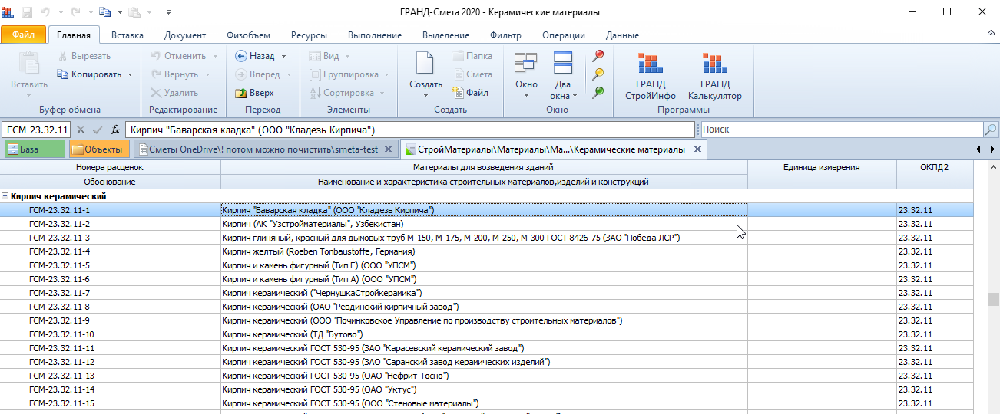 ГРАНД-Смета 2020 - Керамические материалы
Файл Главная Вставка Документ Физобъем Ресурсы Выполнение Выделение Фильтр Операции Данные
Вставить
Вырезать
Копировать
Буфер обмена
Отменить
Вернуть
Удалить
Редактирование
Назад
Вперед
Вверх
Переход
Вид
Группировка
Сортировка
Элементы
Создать
Папка
Смета
Файл
Создать
Окно
Два окна
Окно
ГРАНД СтройИнфо
ГРАНД Калькулятор
Программы
ГСМ-23.32.11 fx Кирпич "Баварская кладка" (ООО "Кладезь Кирпича") Поиск
База Объекты Сметы OneDrive\! потом можно почистить\smeta-test СтройМатериалы\Материалы\Ма...\Керамические материалы
Номера расценок Материалы для возведения зданий Единица измерения ОКПД2
Обоснование Наименование и характеристика строительных материалов,изделий и конструкций
Кирпич керамический
ГСМ-23.32.11-1 Кирпич "Баварская кладка" (ООО "Кладезь Кирпича") 23.32.11
ГСМ-23.32.11-2 Кирпич (АК "Узстройматериалы", Узбекистан) 23.32.11
ГСМ-23.32.11-3 Кирпич глиняный, красный для дымовых труб М-150, М-175, М-200, М-250, М-300 ГОСТ 8426-75 (ЗАО "Победа ЛСР") 23.32.11
ГСМ-23.32.11-4 Кирпич желтый (Roeben Tonbaustoffe, Германия) 23.32.11
ГСМ-23.32.11-5 Кирпич и камень фигурный (Тип F) (ООО "УПСМ") 23.32.11
ГСМ-23.32.11-6 Кирпич и камень фигурный (Тип А) (ООО "УПСМ") 23.32.11
ГСМ-23.32.11-7 Кирпич керамический ("ЧернушкаСтройкерамика") 23.32.11
ГСМ-23.32.11-8 Кирпич керамический (ОАО "Ревдинский кирпичный завод") 23.32.11
ГСМ-23.32.11-9 Кирпич керамический (ООО "Починковское Управление по производству строительных материалов") 23.32.11
ГСМ-23.32.11-10 Кирпич керамический (ТД "Бутово") 23.32.11
ГСМ-23.32.11-11 Кирпич керамический ГОСТ 530-95 (ЗАО "Карасевский керамический завод") 23.32.11
ГСМ-23.32.11-12 Кирпич керамический ГОСТ 530-95 (ЗАО "Саранский завод керамических изделий") 23.32.11
ГСМ-23.32.11-13 Кирпич керамический ГОСТ 530-95 (ОАО "Нефрит-Тосно") 23.32.11
ГСМ-23.32.11-14 Кирпич керамический ГОСТ 530-95 (ОАО "Уктус") 23.32.11
ГСМ-23.32.11-15 Кирпич керамический ГОСТ 530-95 (ООО "Стеновые материалы") 23.32.11